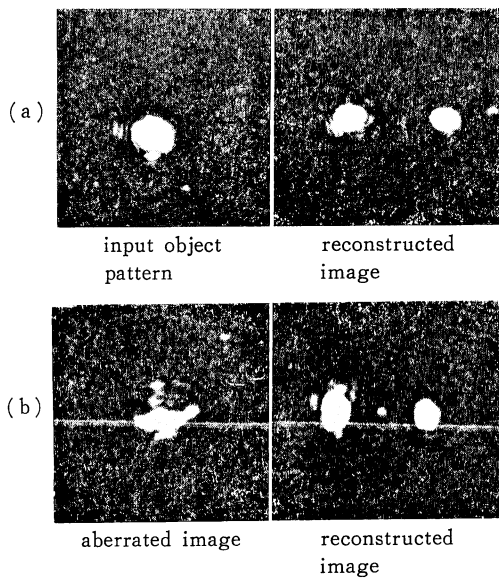 (a)
input object
pattern
reconstructed
image
(b)
aberrated image
reconstructed
image